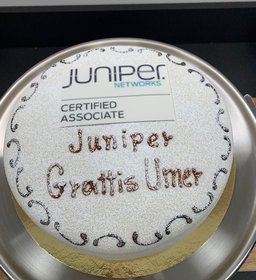 JUNIPEr
NETWORKS
CERTIFIED
ASSOCIATE
Juniper
Grattis Umer